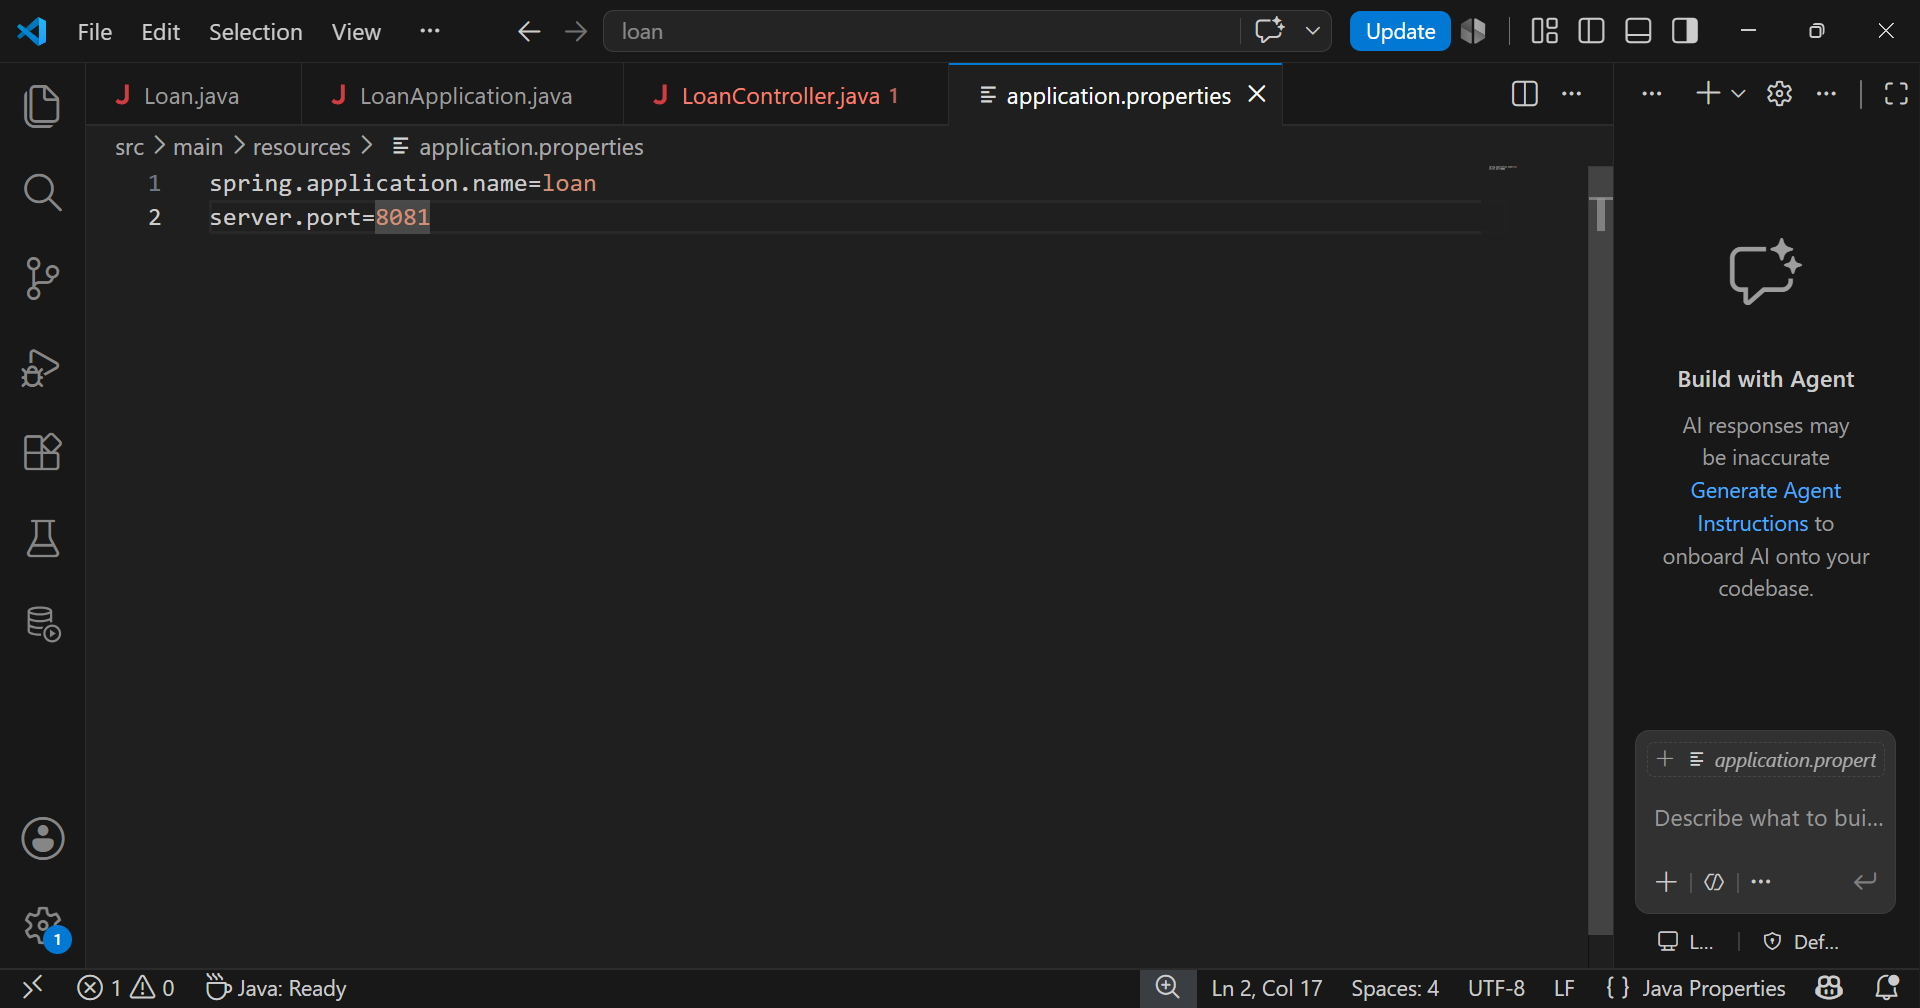 File Edit Selection View ··· loan Update
Loan.java LoanApplication.java LoanController.java 1 application.properties
src > main > resources > application.properties
1 spring.application.name=loan
2 server.port=8081
Build with Agent
AI responses may
be inaccurate
Generate Agent
Instructions to
onboard AI onto your
codebase.
application.propert
Describe what to bui...
L... Def...
1
1 0 Java: Ready Ln 2, Col 17 Spaces: 4 UTF-8 LF { } Java Properties